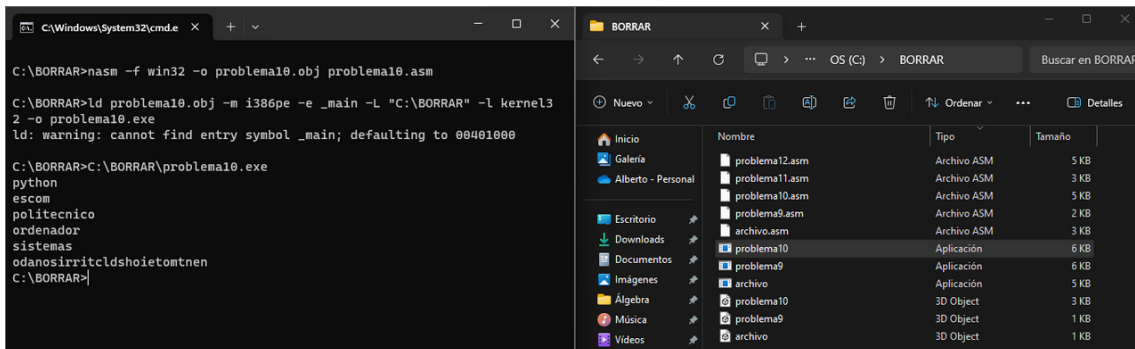 C:\Windows\System32\cmd.e
C:\BORRAR>nasm -f win32 -o problema10.obj problema10.asm
C:\BORRAR>ld problema10.obj -m i386pe -e _main -L "C:\BORRAR" -l kernel3
2 -o problema10.exe
ld: warning: cannot find entry symbol _main; defaulting to 00401000
C:\BORRAR>C:\BORRAR\problema10.exe
python
escom
politecnico
ordenador
sistemas
odanosirritcldshoietomtnen
C:\BORRAR>
BORRAR
OS (C:) > BORRAR
Buscar en BORRAR
Nuevo
Ordenar
Detalles
Inicio
Galería
Alberto - Personal
Escritorio
Downloads
Documentos
Imágenes
Álgebra
Música
Vídeos
Nombre Tipo Tamaño
problema12.asm Archivo ASM 5 KB
problema11.asm Archivo ASM 3 KB
problema10.asm Archivo ASM 5 KB
problema9.asm Archivo ASM 2 KB
archivo.asm Archivo ASM 3 KB
problema10 Aplicación 6 KB
problema9 Aplicación 6 KB
archivo Aplicación 5 KB
problema10 3D Object 3 KB
problema9 3D Object 1 KB
archivo 3D Object 1 KB